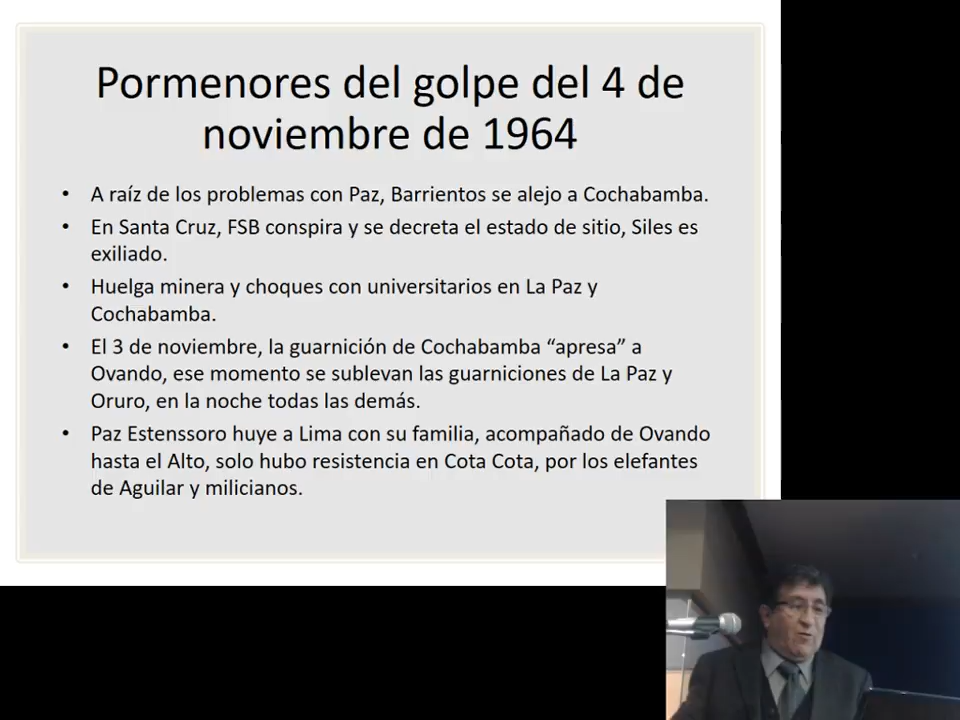 Pormenores del golpe del 4 de
noviembre de 1964
• A raíz de los problemas con Paz, Barrientos se alejo a Cochabamba.
• En Santa Cruz, FSB conspira y se decreta el estado de sitio, Siles es
exiliado.
• Huelga minera y choques con universitarios en La Paz y
Cochabamba.
• El 3 de noviembre, la guarnición de Cochabamba “apresa” a
Ovando, ese momento se sublevan las guarniciones de La Paz y
Oruro, en la noche todas las demás.
• Paz Estenssoro huye a Lima con su familia, acompañado de Ovando
hasta el Alto, solo hubo resistencia en Cota Cota, por los elefantes
de Aguilar y milicianos.